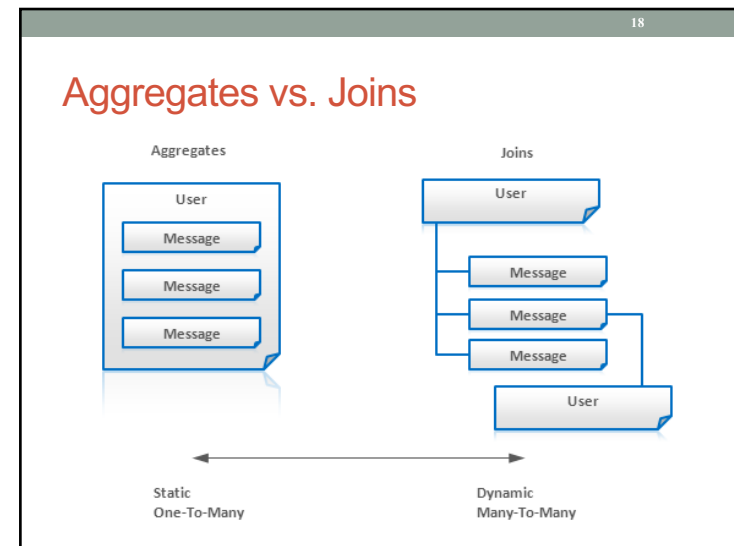 18
Aggregates vs. Joins
Aggregates
User
Message
Message
Message
Joins
User
Message
Message
Message
User
Static
One-To-Many
Dynamic
Many-To-Many